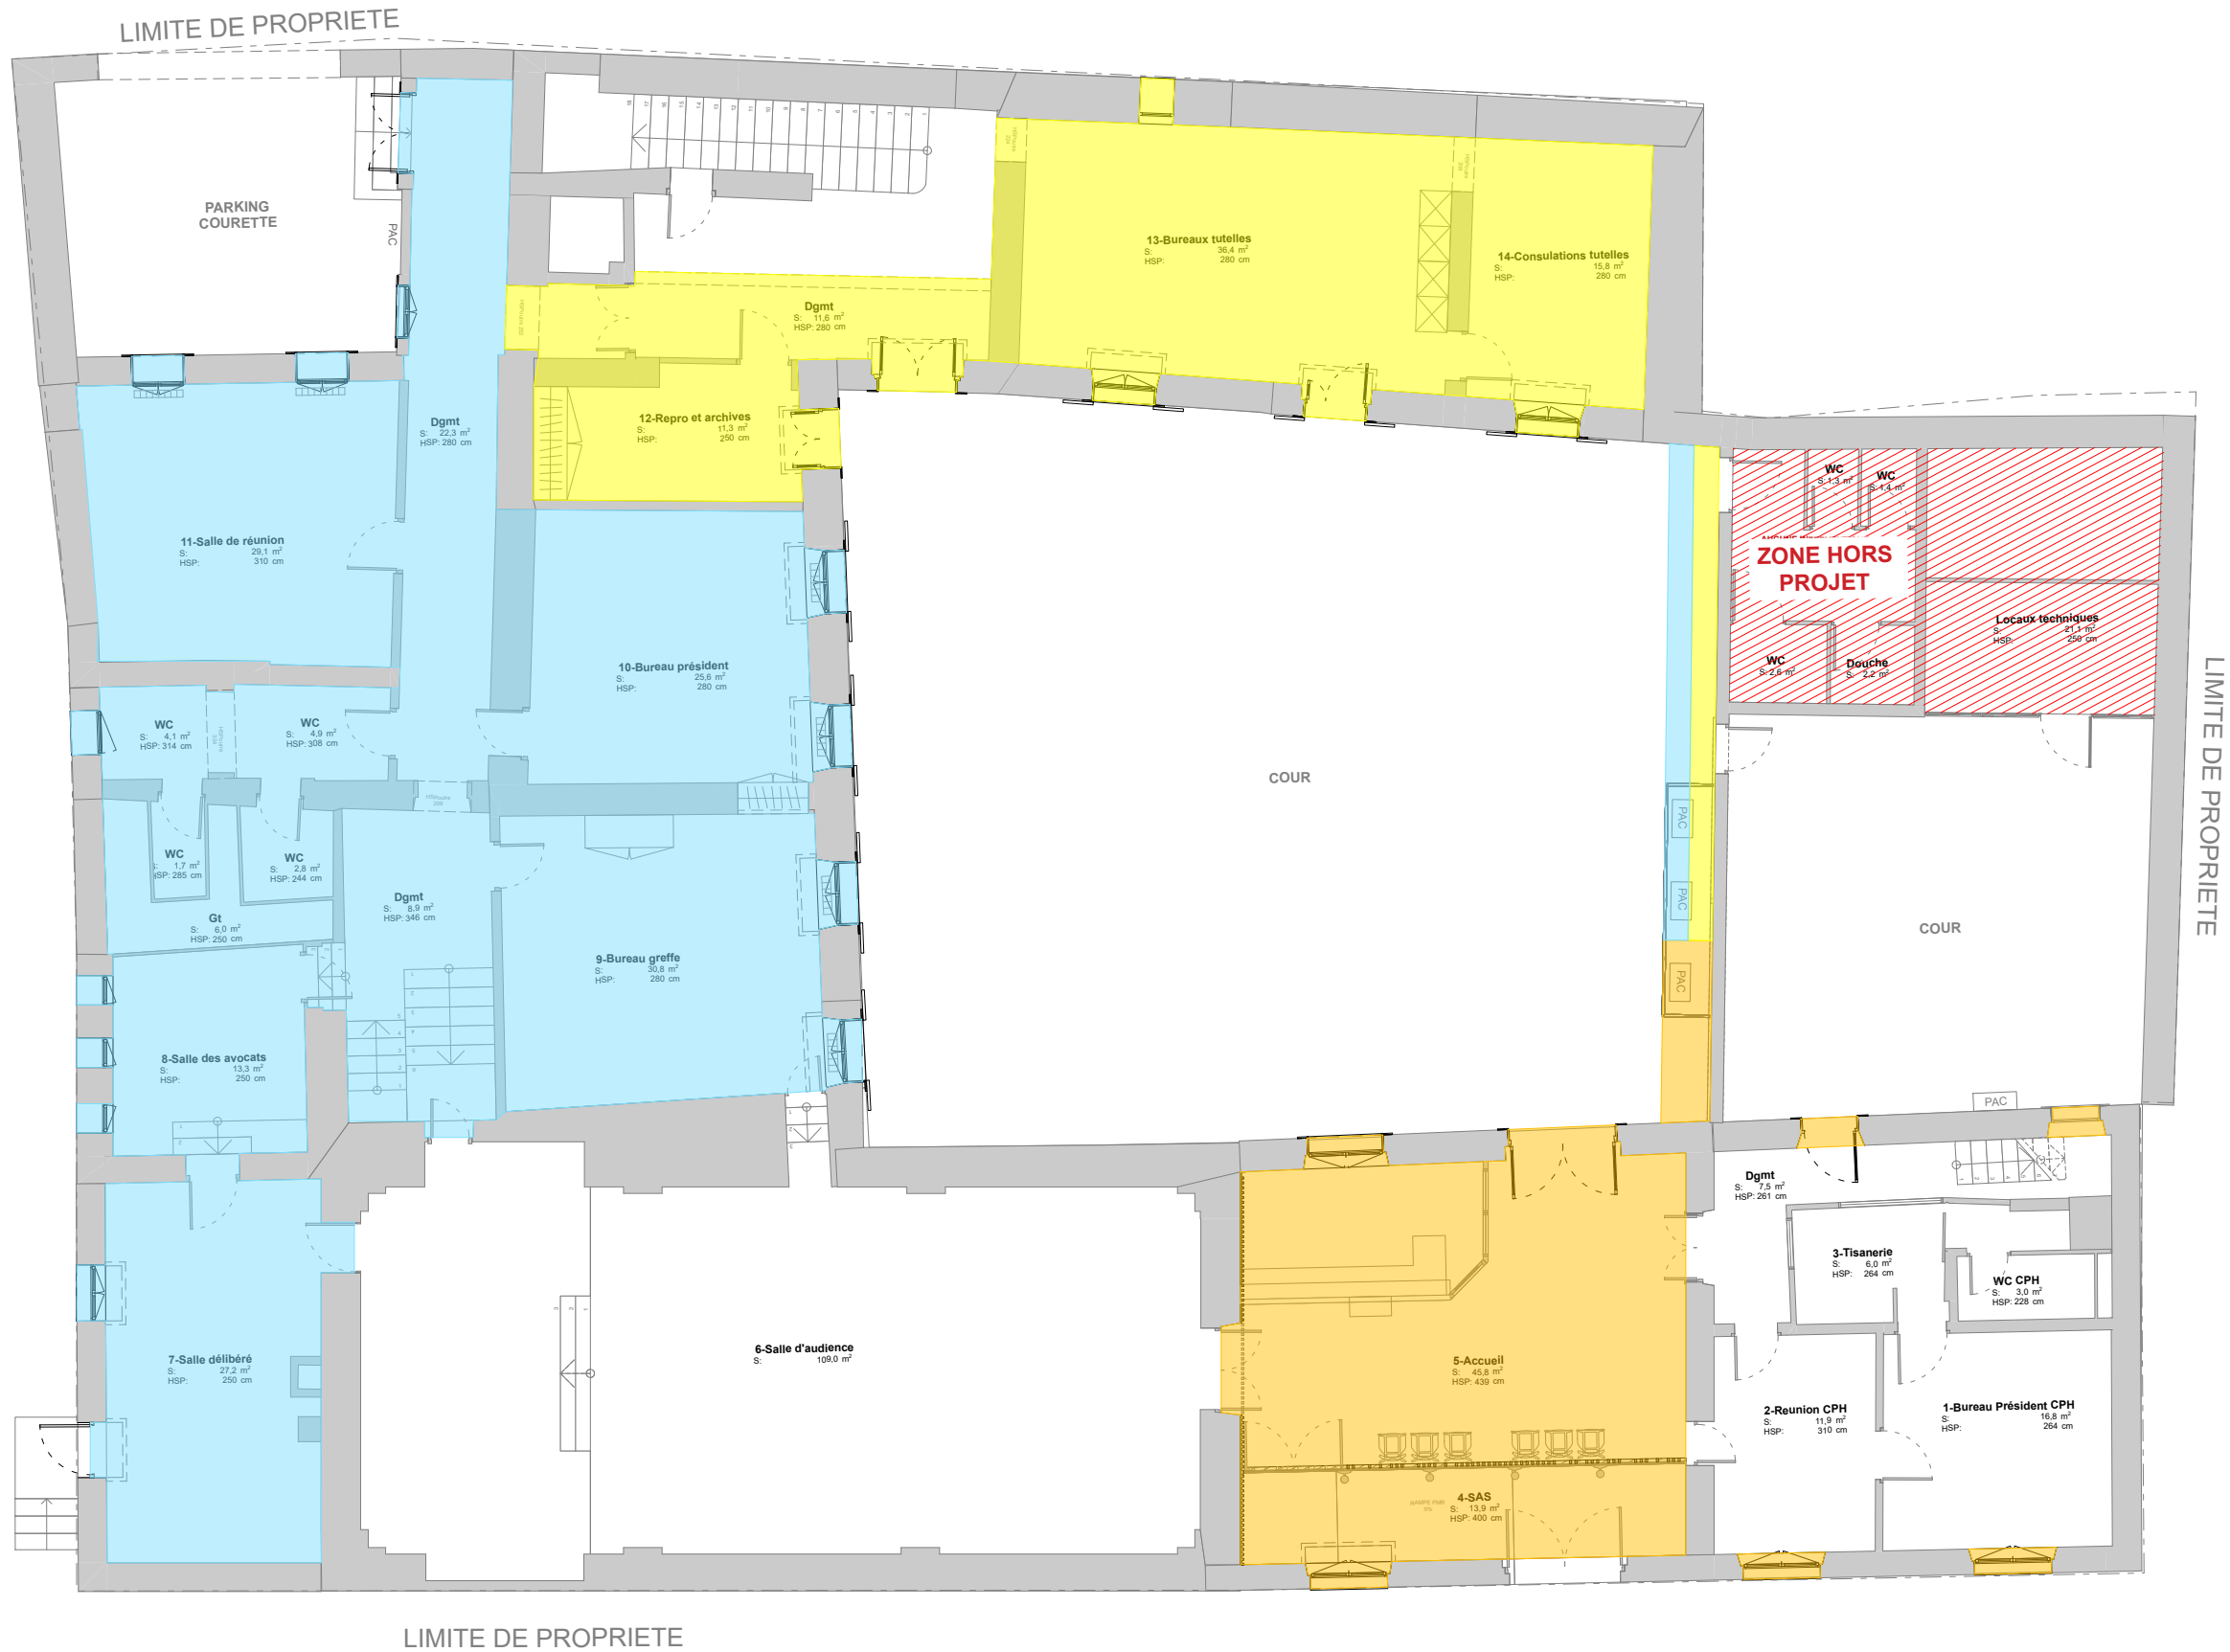 LIMITE DE PROPRIETE
PARKING
COURETTE
PAC
13-Bureaux tutelles
S: 36,4 m²
HSP: 280 cm
14-Consulations tutelles
S: 15,8 m²
HSP: 280 cm
Dgmt
S: 11,6 m²
HSP: 280 cm
12-Repro et archives
S: 11,3 m²
HSP: 250 cm
Dgmt
S: 22,3 m²
HSP: 280 cm
11-Salle de réunion
S: 29,1 m²
HSP: 310 cm
10-Bureau président
S: 25,6 m²
HSP: 280 cm
WC
S: 4,1 m²
HSP: 314 cm
WC
S: 4,9 m²
HSP: 308 cm
WC
S: 1,7 m²
HSP: 285 cm
WC
S: 2,8 m²
HSP: 244 cm
Gt
S: 6,0 m²
HSP: 250 cm
Dgmt
S: 8,9 m²
HSP: 346 cm
9-Bureau greffe
S: 30,8 m²
HSP: 280 cm
8-Salle des avocats
S: 13,3 m²
HSP: 250 cm
7-Salle délibéré
S: 27,2 m²
HSP: 250 cm
6-Salle d'audience
S: 109,0 m²
COUR
PAC
PAC
PAC
WC
S: 1,3 m²
WC
S: 1,4 m²
ZONE HORS
PROJET
WC
S: 2,6 m²
Douche
S: 2,2 m²
Locaux techniques
S: 21,1 m²
HSP: 250 cm
LIMITE DE PROPRIETE
COUR
PAC
Dgmt
S: 7,5 m²
HSP: 261 cm
3-Tisanerie
S: 6,0 m²
HSP: 264 cm
WC CPH
S: 3,0 m²
HSP: 228 cm
5-Accueil
S: 45,8 m²
HSP: 439 cm
2-Reunion CPH
S: 11,9 m²
HSP: 310 cm
1-Bureau Président CPH
S: 16,8 m²
HSP: 264 cm
RAMPE PMR
5%
4-SAS
S: 13,9 m²
HSP: 400 cm
LIMITE DE PROPRIETE